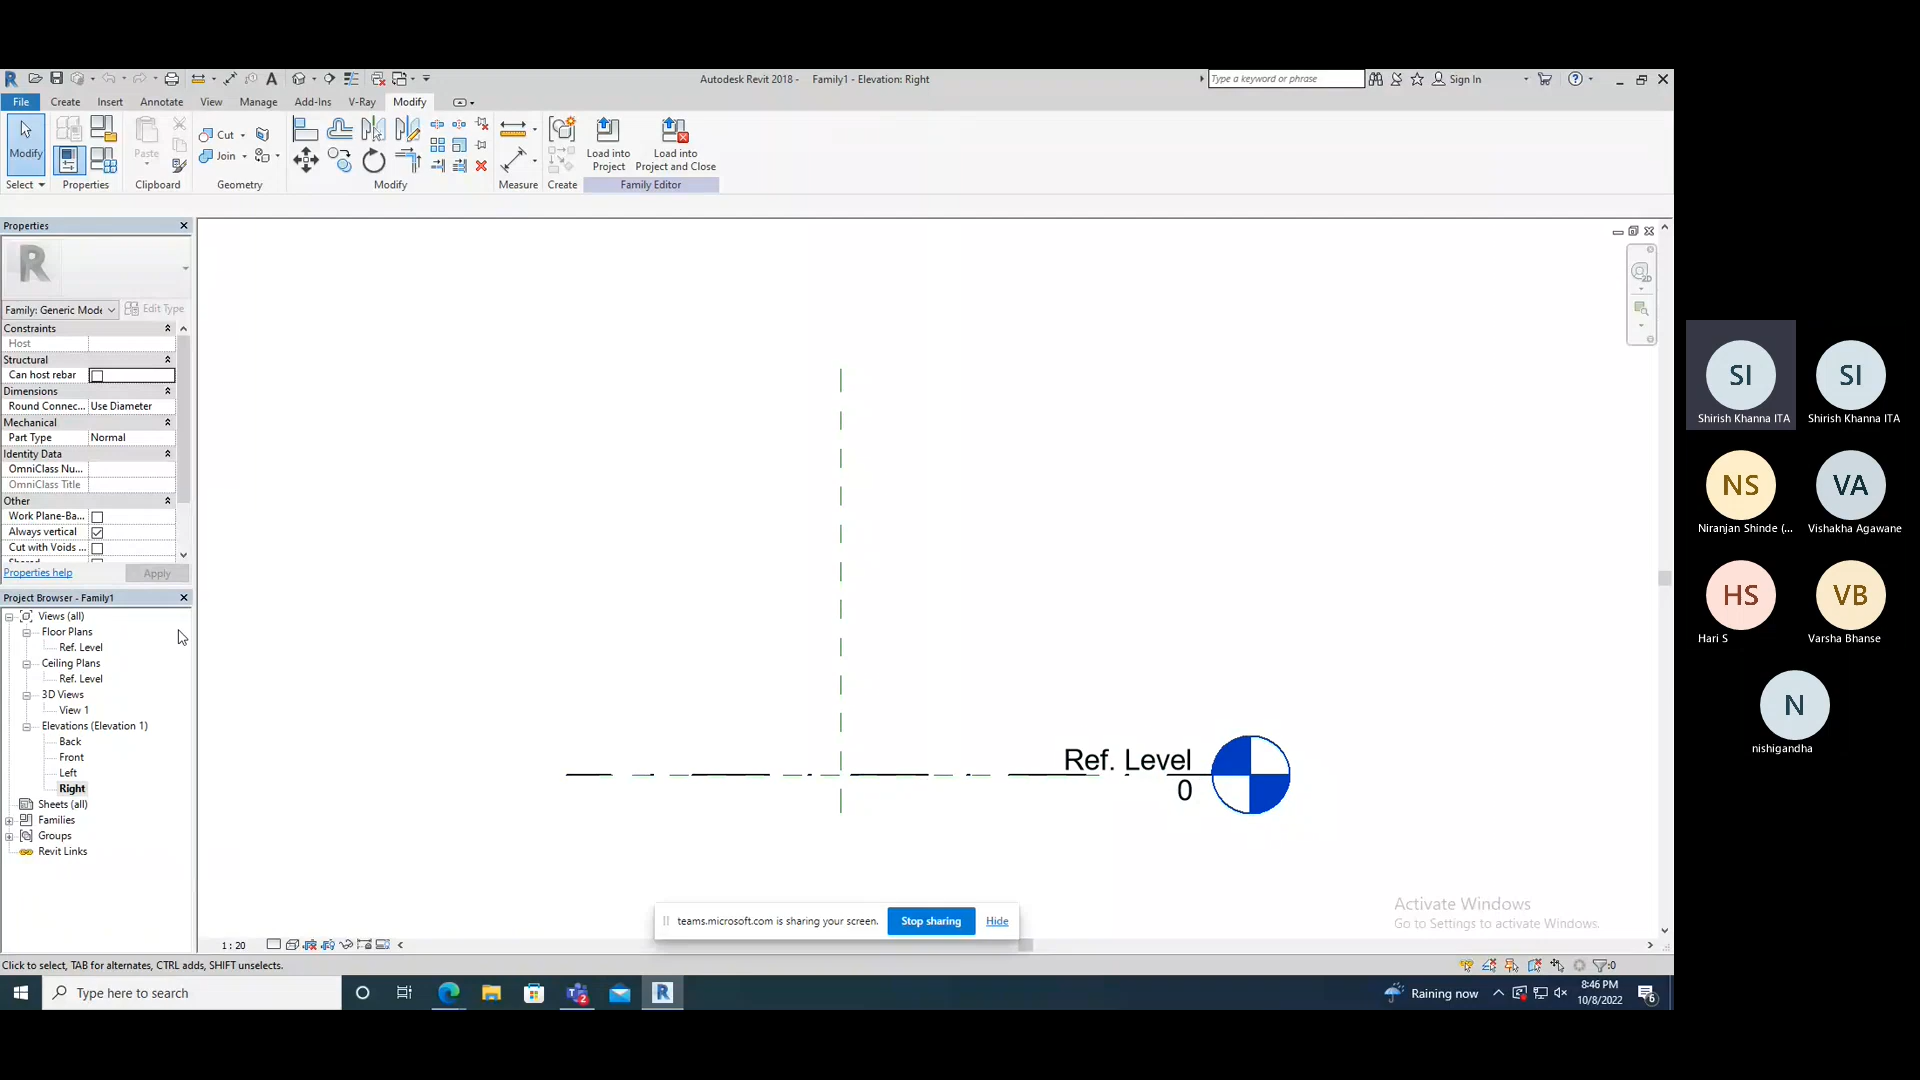 Autodesk Revit 2018 - Family1 - Elevation: Right
Type a keyword or phrase
Sign In
File Create Insert Annotate View Manage Add-Ins V-Ray Modify
Modify
Paste
Cut
Join
Load into Project
Load into Project and Close
Select Properties Clipboard Geometry Modify Measure Create Family Editor
Properties
R
Family: Generic Mode
Edit Type
Constraints
Host
Structural
Can host rebar
Dimensions
Round Connec... Use Diameter
Mechanical
Part Type Normal
Identity Data
OmniClass Nu...
OmniClass Title
Other
Work Plane-Ba...
Always vertical
Cut with Voids ...
Properties help
Apply
Project Browser - Family1
Views (all)
Floor Plans
Ref. Level
Ceiling Plans
Ref. Level
3D Views
View 1
Elevations (Elevation 1)
Back
Front
Left
Right
Sheets (all)
Families
Groups
Revit Links
Ref. Level
0
2D
Activate Windows
Go to Settings to activate Windows.
teams.microsoft.com is sharing your screen.
Stop sharing
Hide
1 : 20
Click to select, TAB for alternates, CTRL adds, SHIFT unselects.
:0
Type here to search
2
R
Raining now
8:46 PM
10/8/2022
6
SI
Shirish Khanna ITA
SI
Shirish Khanna ITA
NS
Niranjan Shinde (...
VA
Vishakha Agawane
HS
Hari S
VB
Varsha Bhanse
N
nishigandha